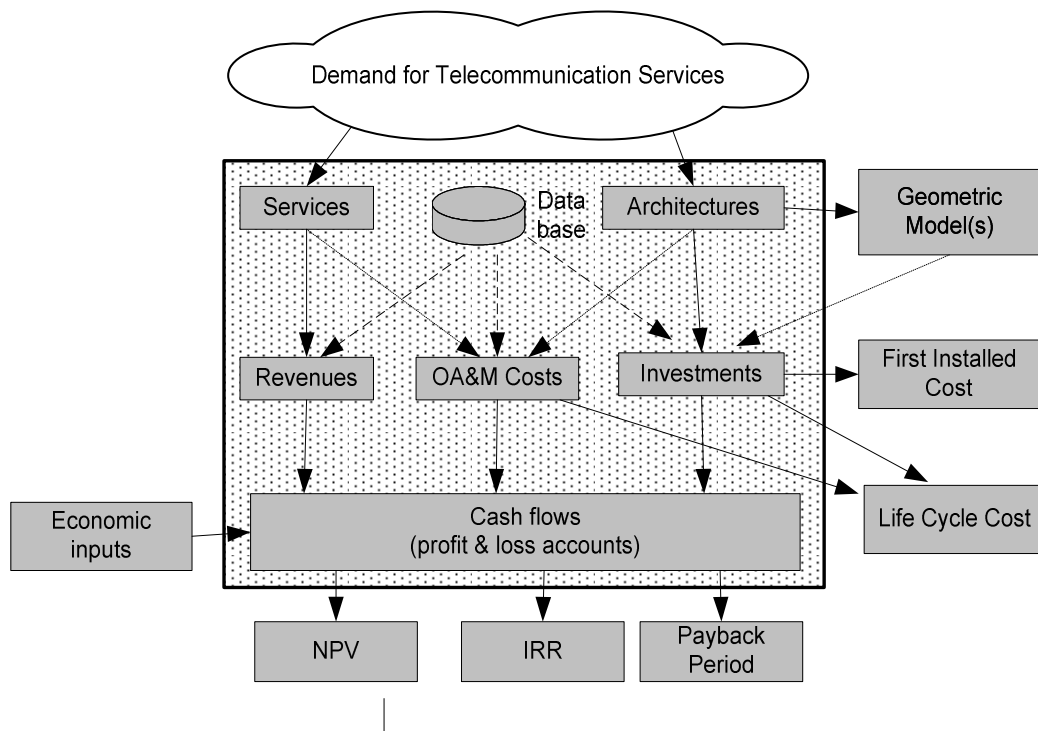 Demand for Telecommunication Services
Services
Data
base
Architectures
Geometric
Model(s)
Revenues
OA&M Costs
Investments
First Installed
Cost
Economic
inputs
Cash flows
(profit & loss accounts)
Life Cycle Cost
NPV
IRR
Payback
Period